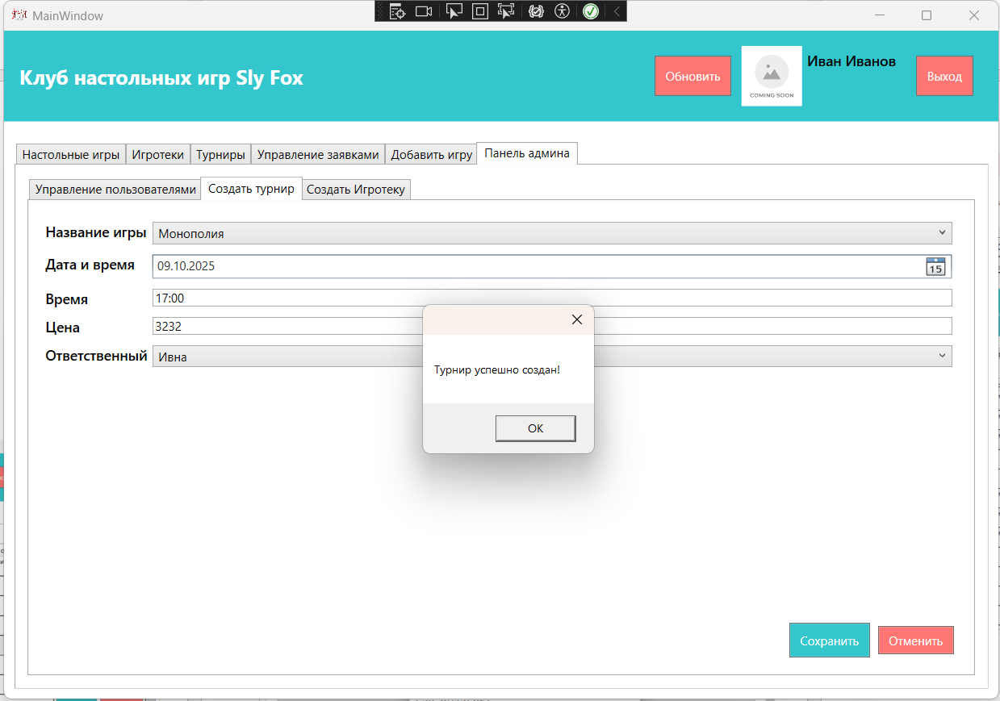 MainWindow
Клуб настольных игр Sly Fox
Обновить
COMING SOON
Иван Иванов
Выход
Настольные игры Игротеки Турниры Управление заявками Добавить игру Панель админа
Управление пользователями Создать турнир Создать Игротеку
Название игры Монополия
Дата и время 09.10.2025 15
Время 17:00
Цена 3232
Ответственный Ивна
Турнир успешно создан!
OK
Сохранить Отменить